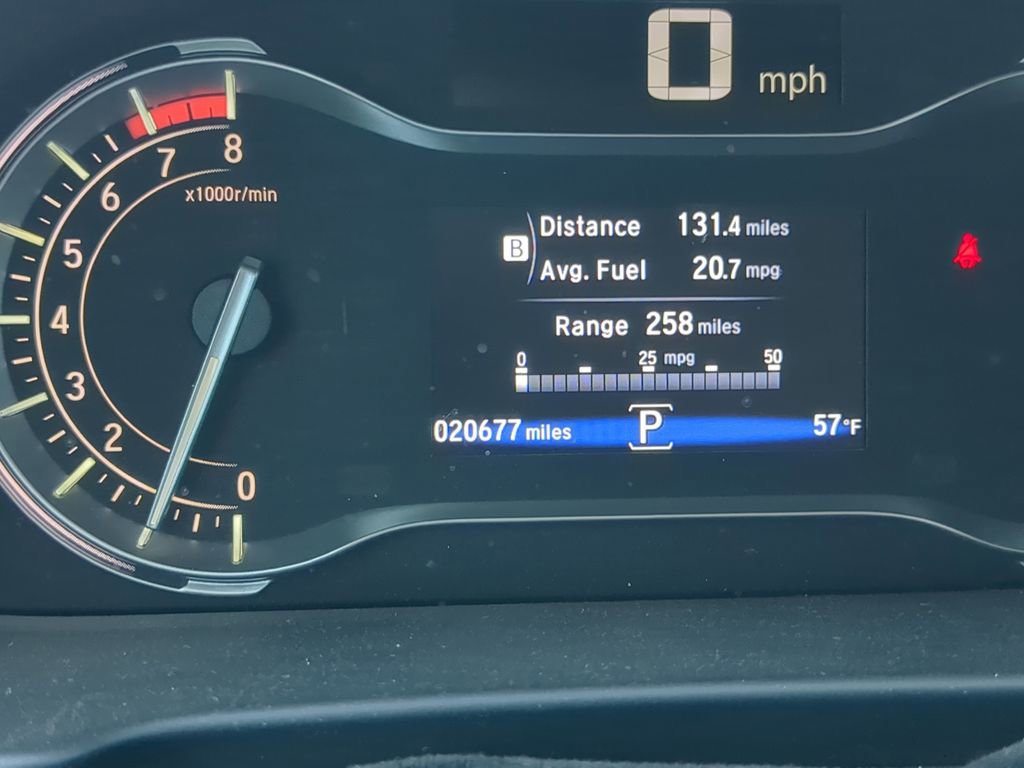 0 mph
8
7
6
x1000r/min
5
4
3
2
0
B
Distance 131.4 miles
Avg. Fuel 20.7 mpg
Range 258 miles
0 25 mpg 50
020677 miles P 57°F